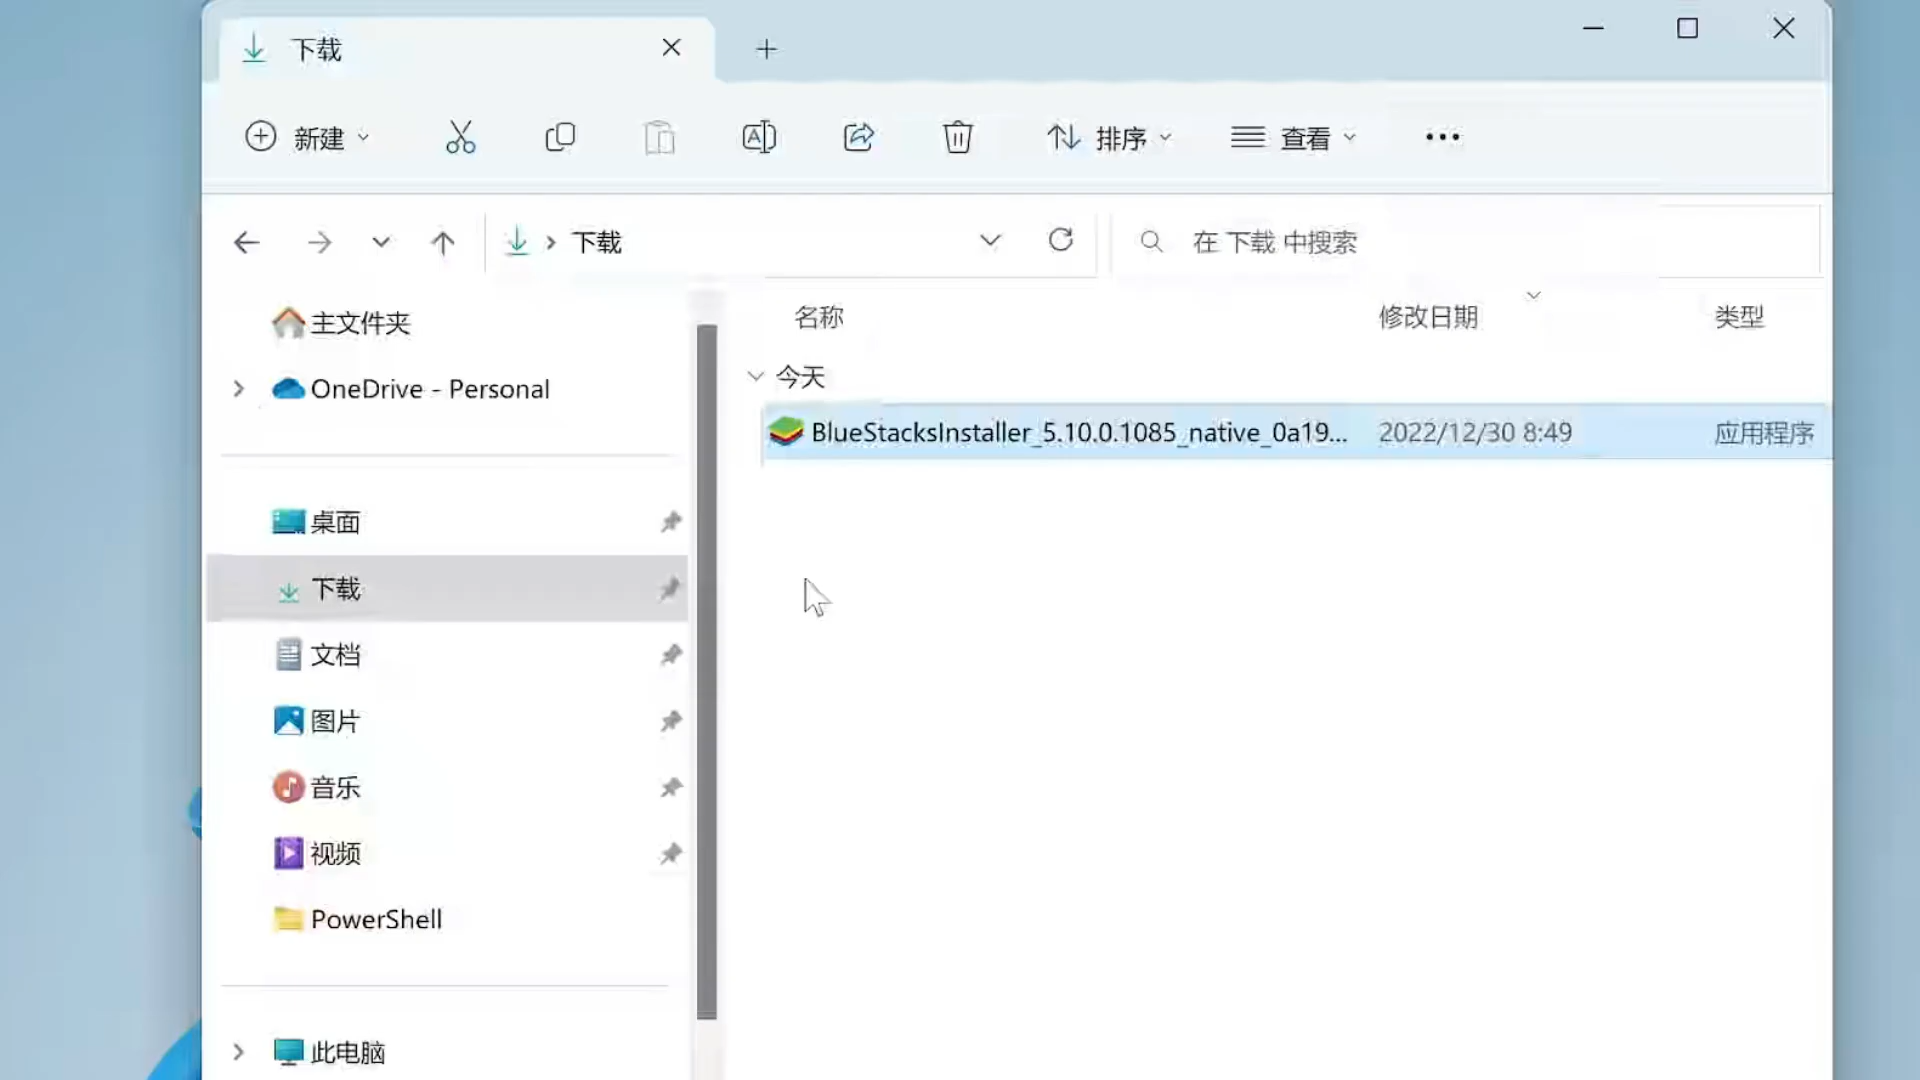 下载
新建
排序
查看
下载
在 下载 中搜索
主文件夹
OneDrive - Personal
桌面
下载
文档
图片
音乐
视频
PowerShell
此电脑
名称
修改日期
类型
今天
BlueStacksInstaller_5.10.0.1085_native_0a19...
2022/12/30 8:49
应用程序